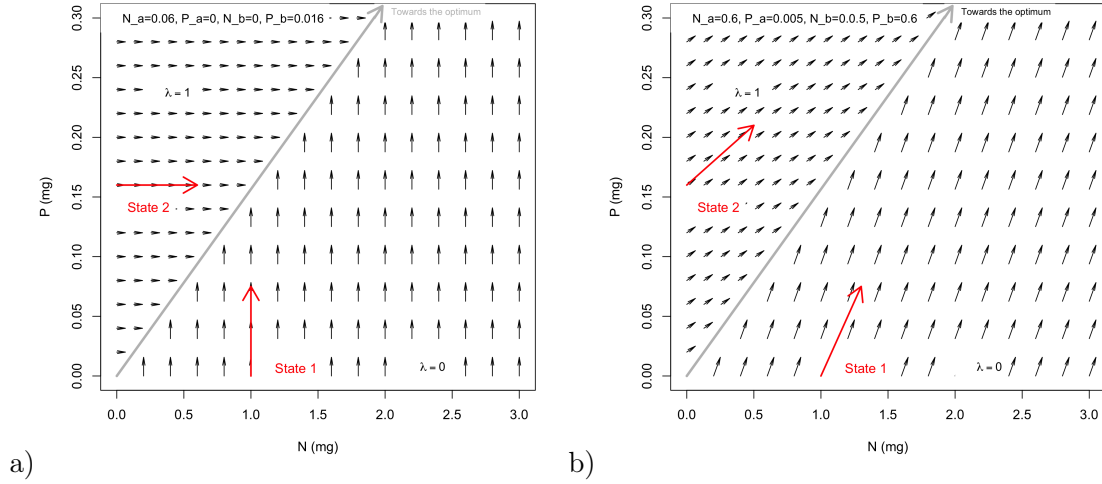 N_a=0.06, P_a=0, N_b=0, P_b=0.016
Towards the optimum
λ = 1
State 2
State 1
λ = 0
P (mg)
0.00 0.05 0.10 0.15 0.20 0.25 0.30
0.0 0.5 1.0 1.5 2.0 2.5 3.0
N (mg)
a)
N_a=0.6, P_a=0.005, N_b=0.0.5, P_b=0.6
Towards the optimum
λ = 1
State 2
State 1
λ = 0
P (mg)
0.00 0.05 0.10 0.15 0.20 0.25 0.30
0.0 0.5 1.0 1.5 2.0 2.5 3.0
N (mg)
b)